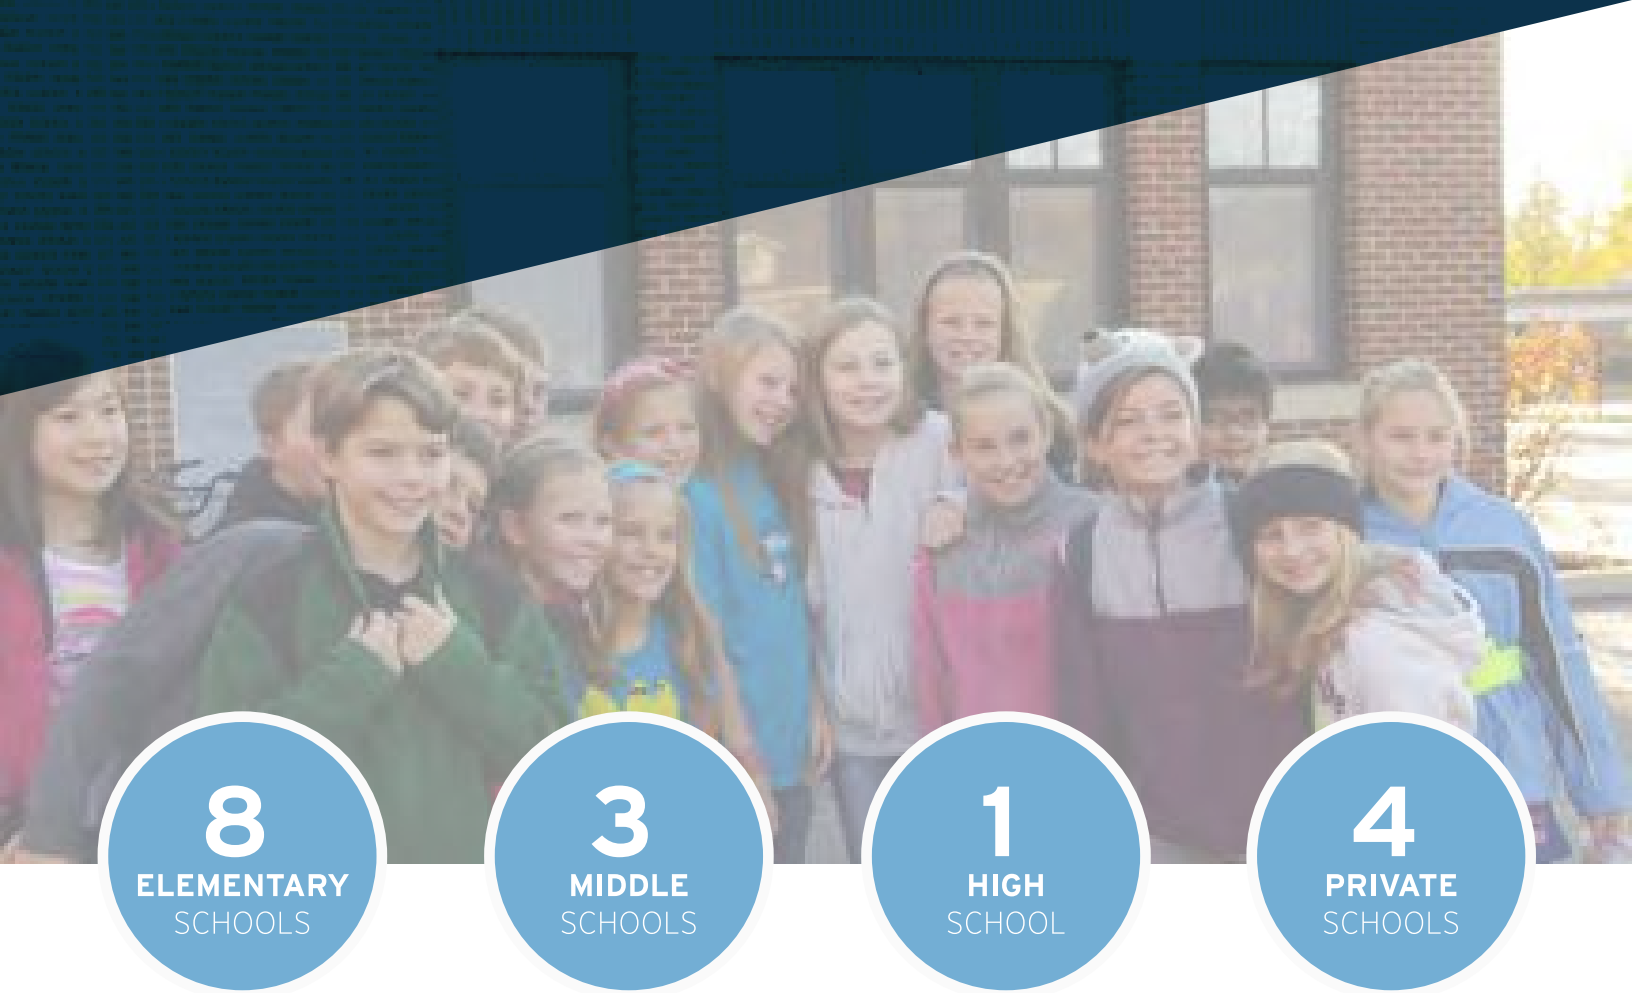 8
ELEMENTARY
SCHOOLS
3
MIDDLE
SCHOOLS
1
HIGH
SCHOOL
4
PRIVATE
SCHOOLS